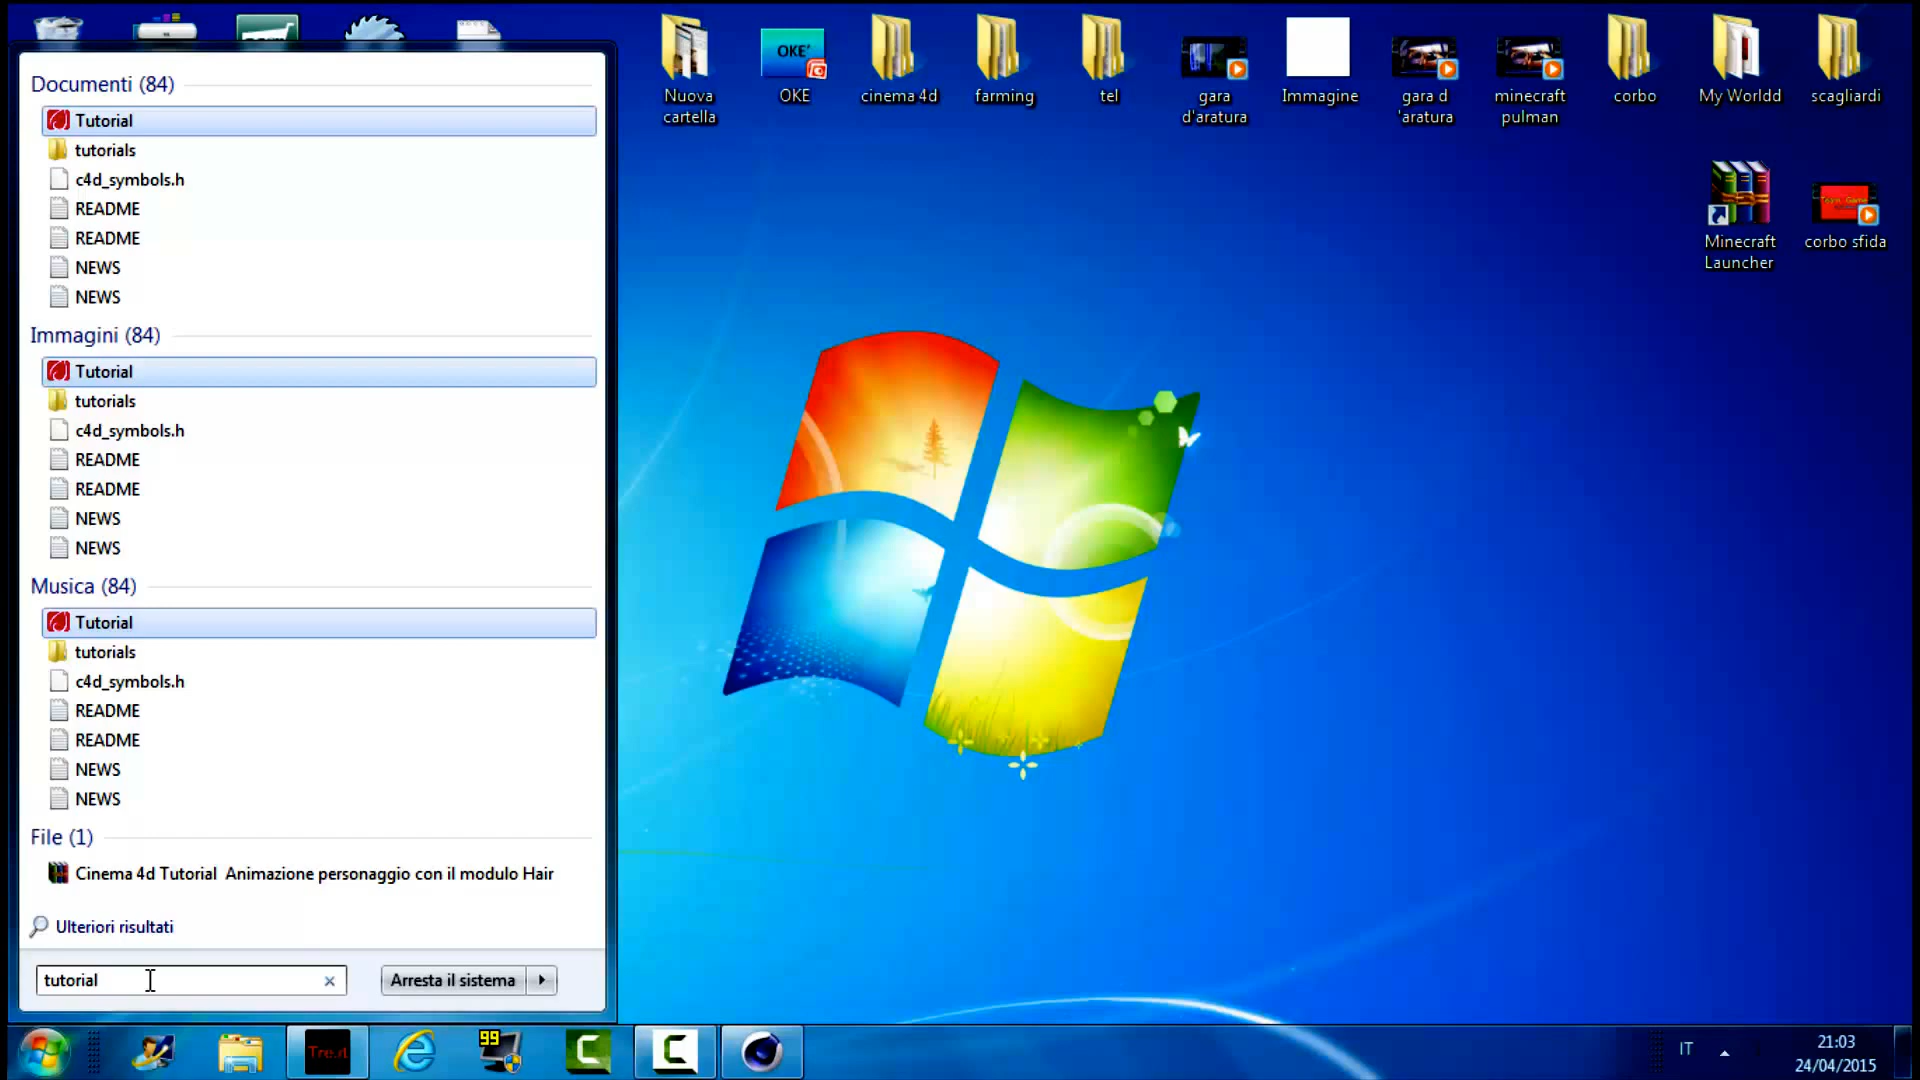 Documenti (84)
Tutorial
tutorials
c4d_symbols.h
README
README
NEWS
NEWS
Immagini (84)
Tutorial
tutorials
c4d_symbols.h
README
README
NEWS
NEWS
Musica (84)
Tutorial
tutorials
c4d_symbols.h
README
README
NEWS
NEWS
File (1)
Cinema 4d Tutorial Animazione personaggio con il modulo Hair
Ulteriori risultati
tutorial
Arresta il sistema
Nuova
cartella
OKE'
OKE
cinema 4d
farming
tel
gara
d'aratura
Immagine
gara d
'aratura
minecraft
pulman
corbo
My Worldd
scagliardi
Minecraft
Launcher
corbo sfida
Tre.it
99
IT
21:03
24/04/2015